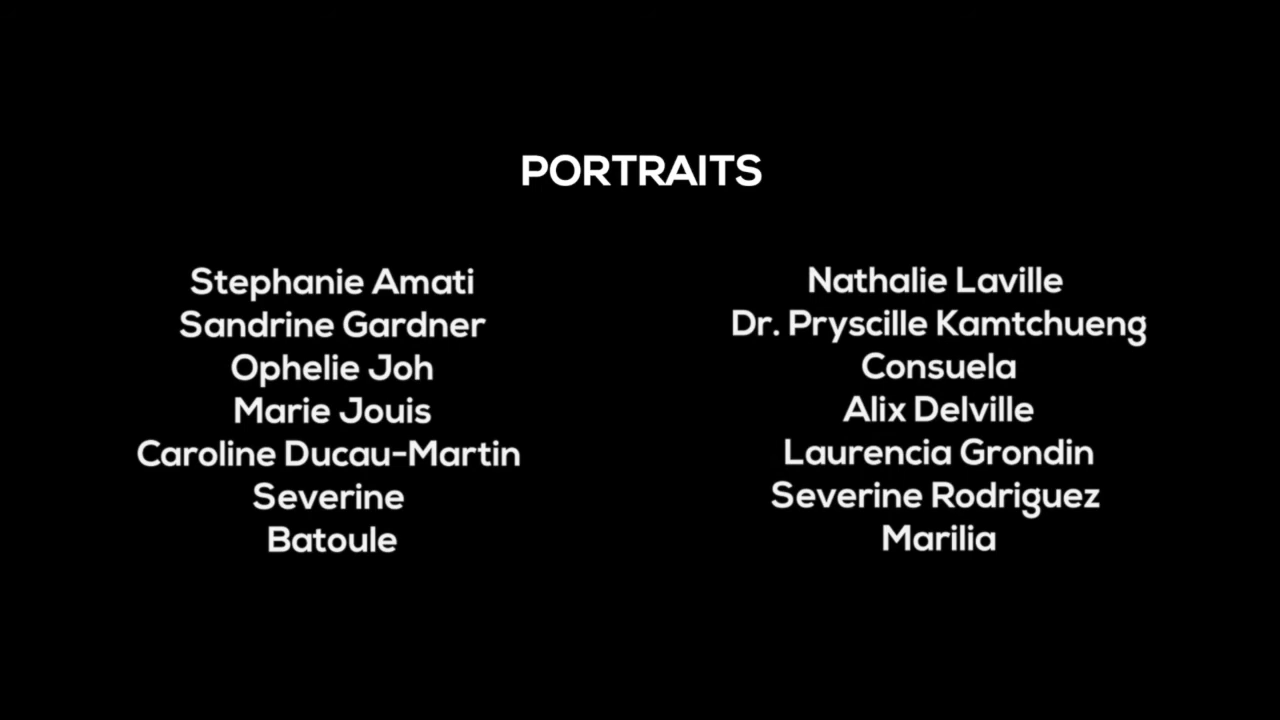 PORTRAITS
Stephanie Amati
Sandrine Gardner
Ophelie Joh
Marie Jouis
Caroline Ducau-Martin
Severine
Batoule
Nathalie Laville
Dr. Pryscille Kamtchueng
Consuela
Alix Delville
Laurencia Grondin
Severine Rodriguez
Marilia